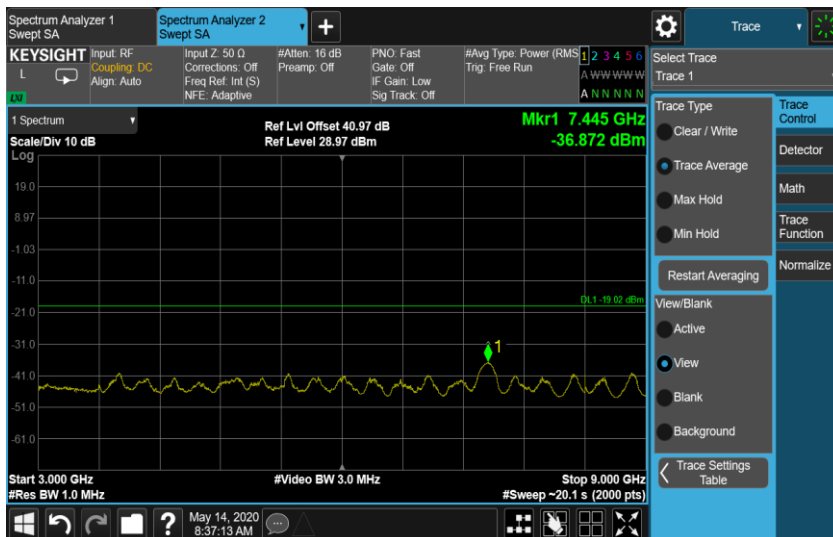 Spectrum Analyzer 1
Swept SA
Spectrum Analyzer 2
Swept SA
Trace
KEYSIGHT
L
LXI
Input: RF
Coupling: DC
Align: Auto
Input Z: 50 Ω
Corrections: Off
Freq Ref: Int (S)
NFE: Adaptive
#Atten: 16 dB
Preamp: Off
PNO: Fast
Gate: Off
IF Gain: Low
Sig Track: Off
#Avg Type: Power (RMS
Trig: Free Run
1 2 3 4 5 6
A W W W W W
A N N N N N
Select Trace
Trace 1
1 Spectrum
Scale/Div 10 dB
Log
Ref Lvl Offset 40.97 dB
Ref Level 28.97 dBm
Mkr1 7.445 GHz
-36.872 dBm
19.0
8.97
-1.03
-11.0
-21.0
-31.0
-41.0
-51.0
-61.0
DL1 -19.02 dBm
1
Start 3.000 GHz
#Res BW 1.0 MHz
#Video BW 3.0 MHz
Stop 9.000 GHz
#Sweep ~20.1 s (2000 pts)
Trace Type
Clear / Write
Trace Average
Max Hold
Min Hold
Restart Averaging
View/Blank
Active
View
Blank
Background
Trace Settings
Table
Trace
Control
Detector
Math
Trace
Function
Normalize
?
May 14, 2020
8:37:13 AM